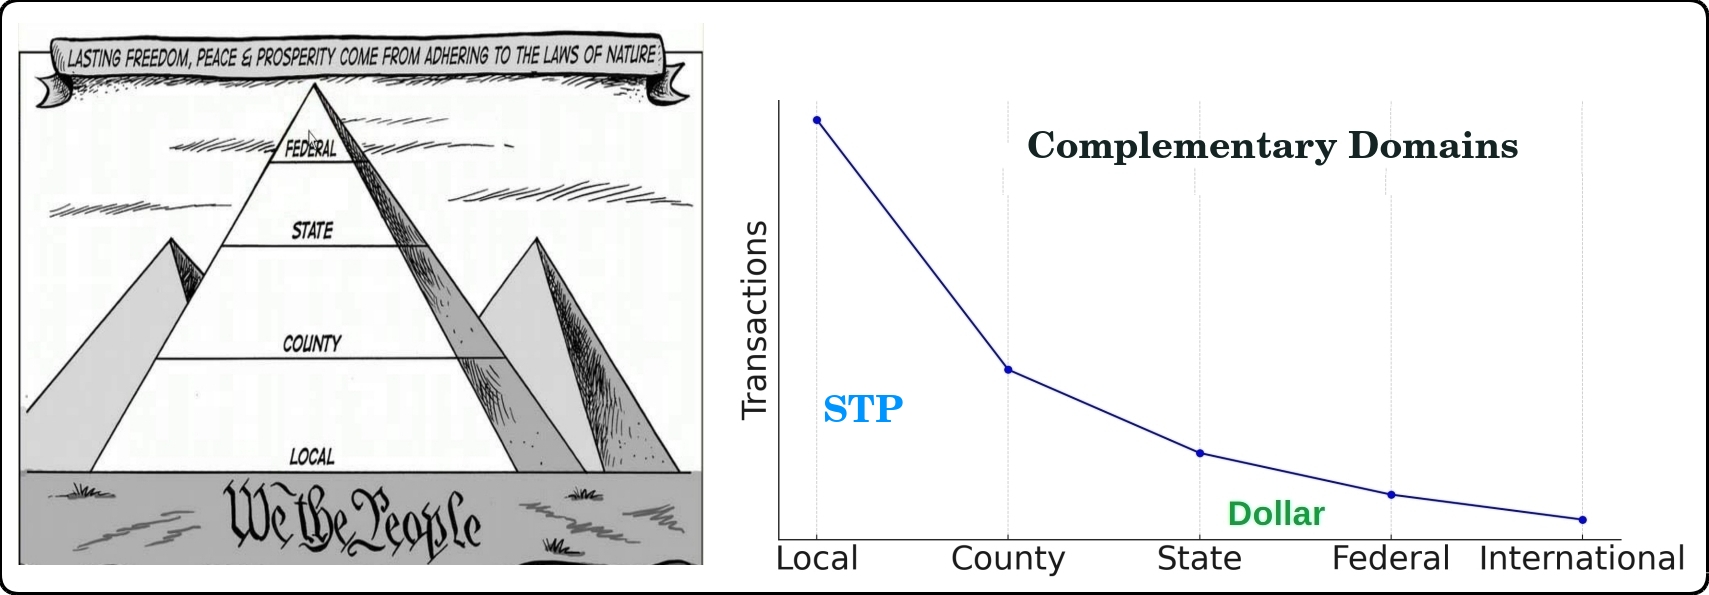 LASTING FREEDOM, PEACE & PROSPERITY COME FROM ADHERING TO THE LAWS OF NATURE
FEDERAL
STATE
COUNTY
LOCAL
We the People
Complementary Domains
Transactions
STP
Dollar
Local County State Federal International